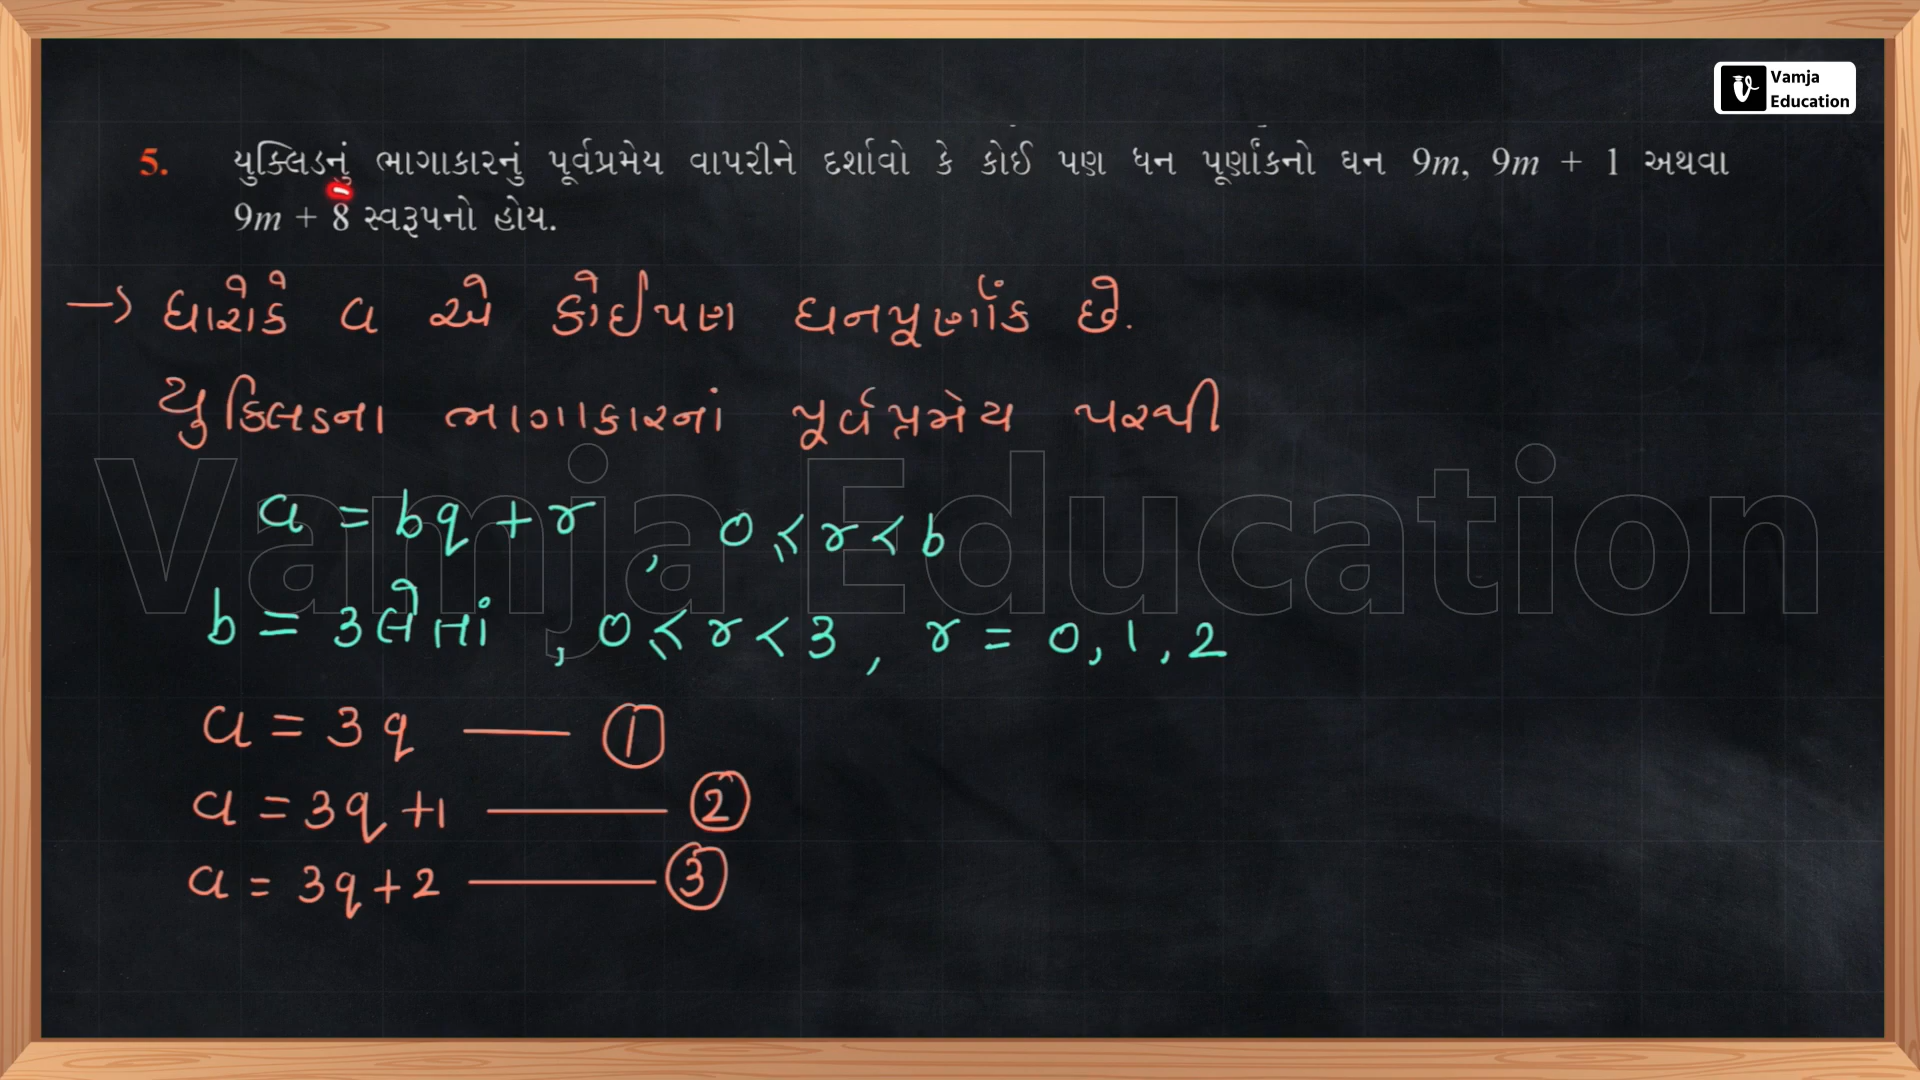 Vamja
Education
5. યુક્લિડનું ભાગાકારનું પૂર્વપ્રમેય વાપરીને દર્શાવો કે કોઈ પણ ધન પૂર્ણાંકનો ઘન 9m, 9m + 1 અથવા
9m + 8 સ્વરૂપનો હોય.
→ ધારોકે a એ કોઈપણ ધનપૂર્ણાંક છે.
યુક્લિડના ભાગાકારનાં પૂર્વપ્રમેય પરથી
a = bq + r , 0 ≤ r < b
b = 3 લેતાં , 0 ≤ r < 3 , r = 0, 1, 2
a = 3q —— ①
a = 3q +1 —— ②
a = 3q+2 —— ③
Vamja Education